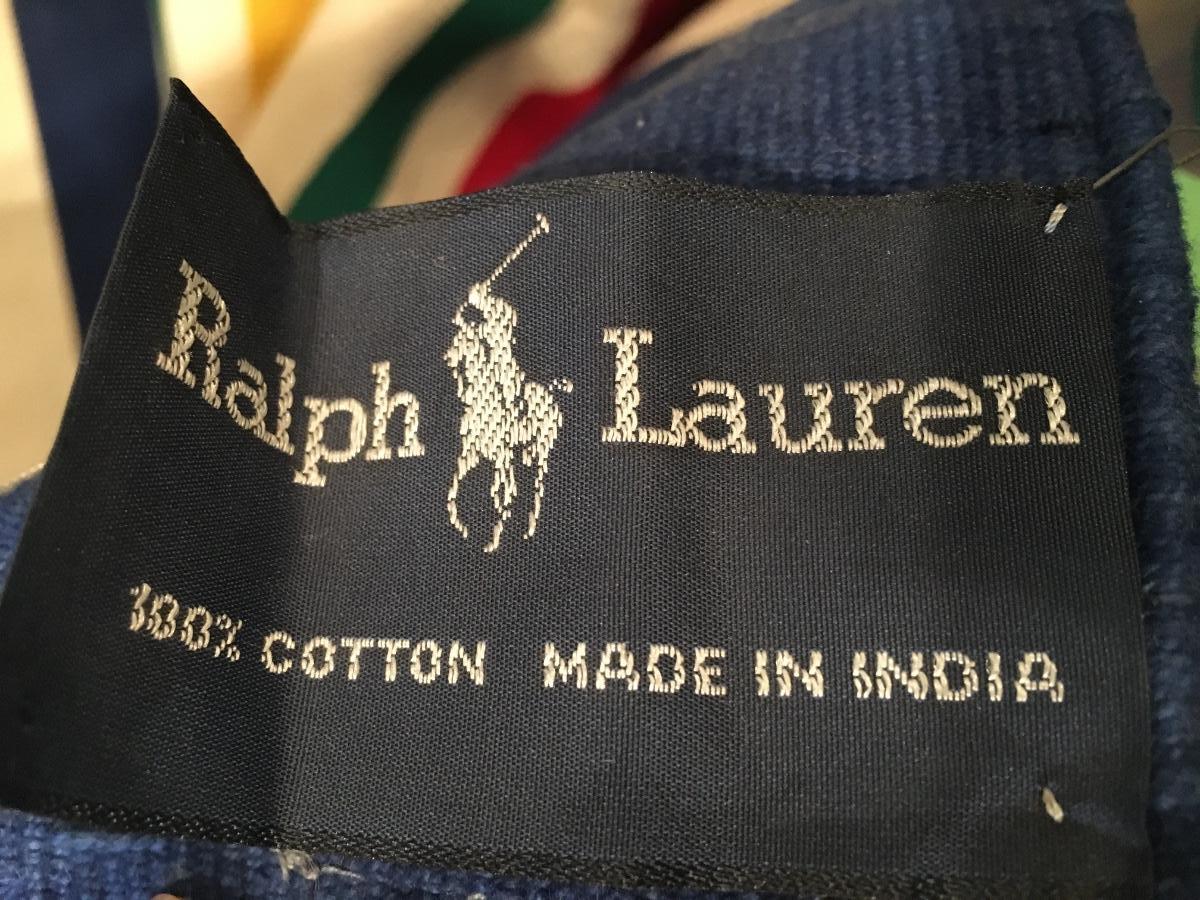 Ralph Lauren
100% COTTON MADE IN INDIA